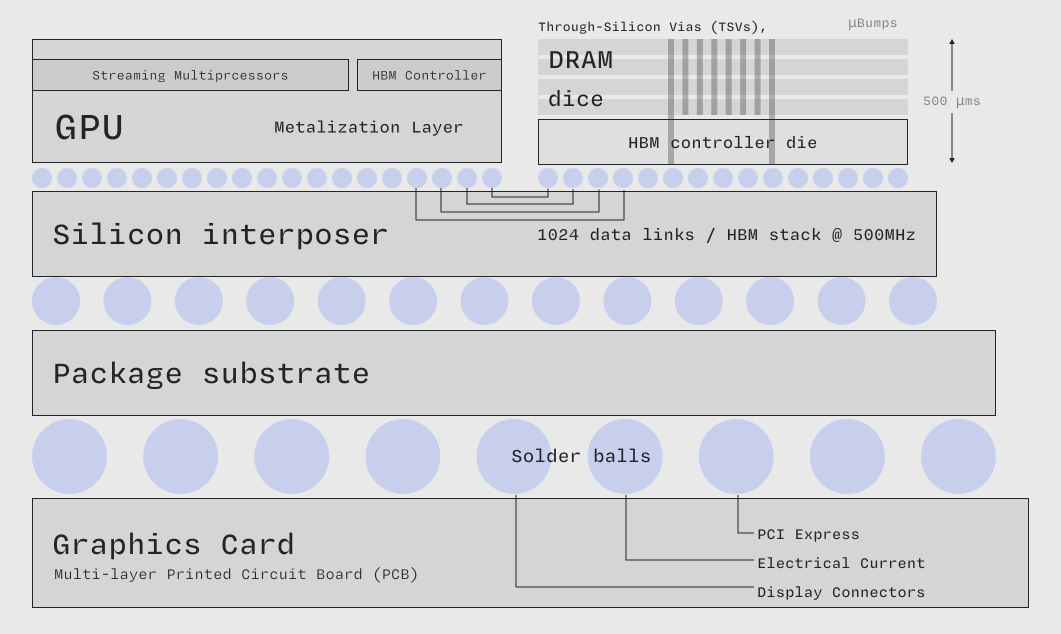 Through-Silicon Vias (TSVs),
µBumps
Streaming Multiprcessors
HBM Controller
DRAM
dice
500 µms
GPU
Metalization Layer
HBM controller die
Silicon interposer
1024 data links / HBM stack @ 500MHz
Package substrate
Solder balls
Graphics Card
Multi-layer Printed Circuit Board (PCB)
PCI Express
Electrical Current
Display Connectors